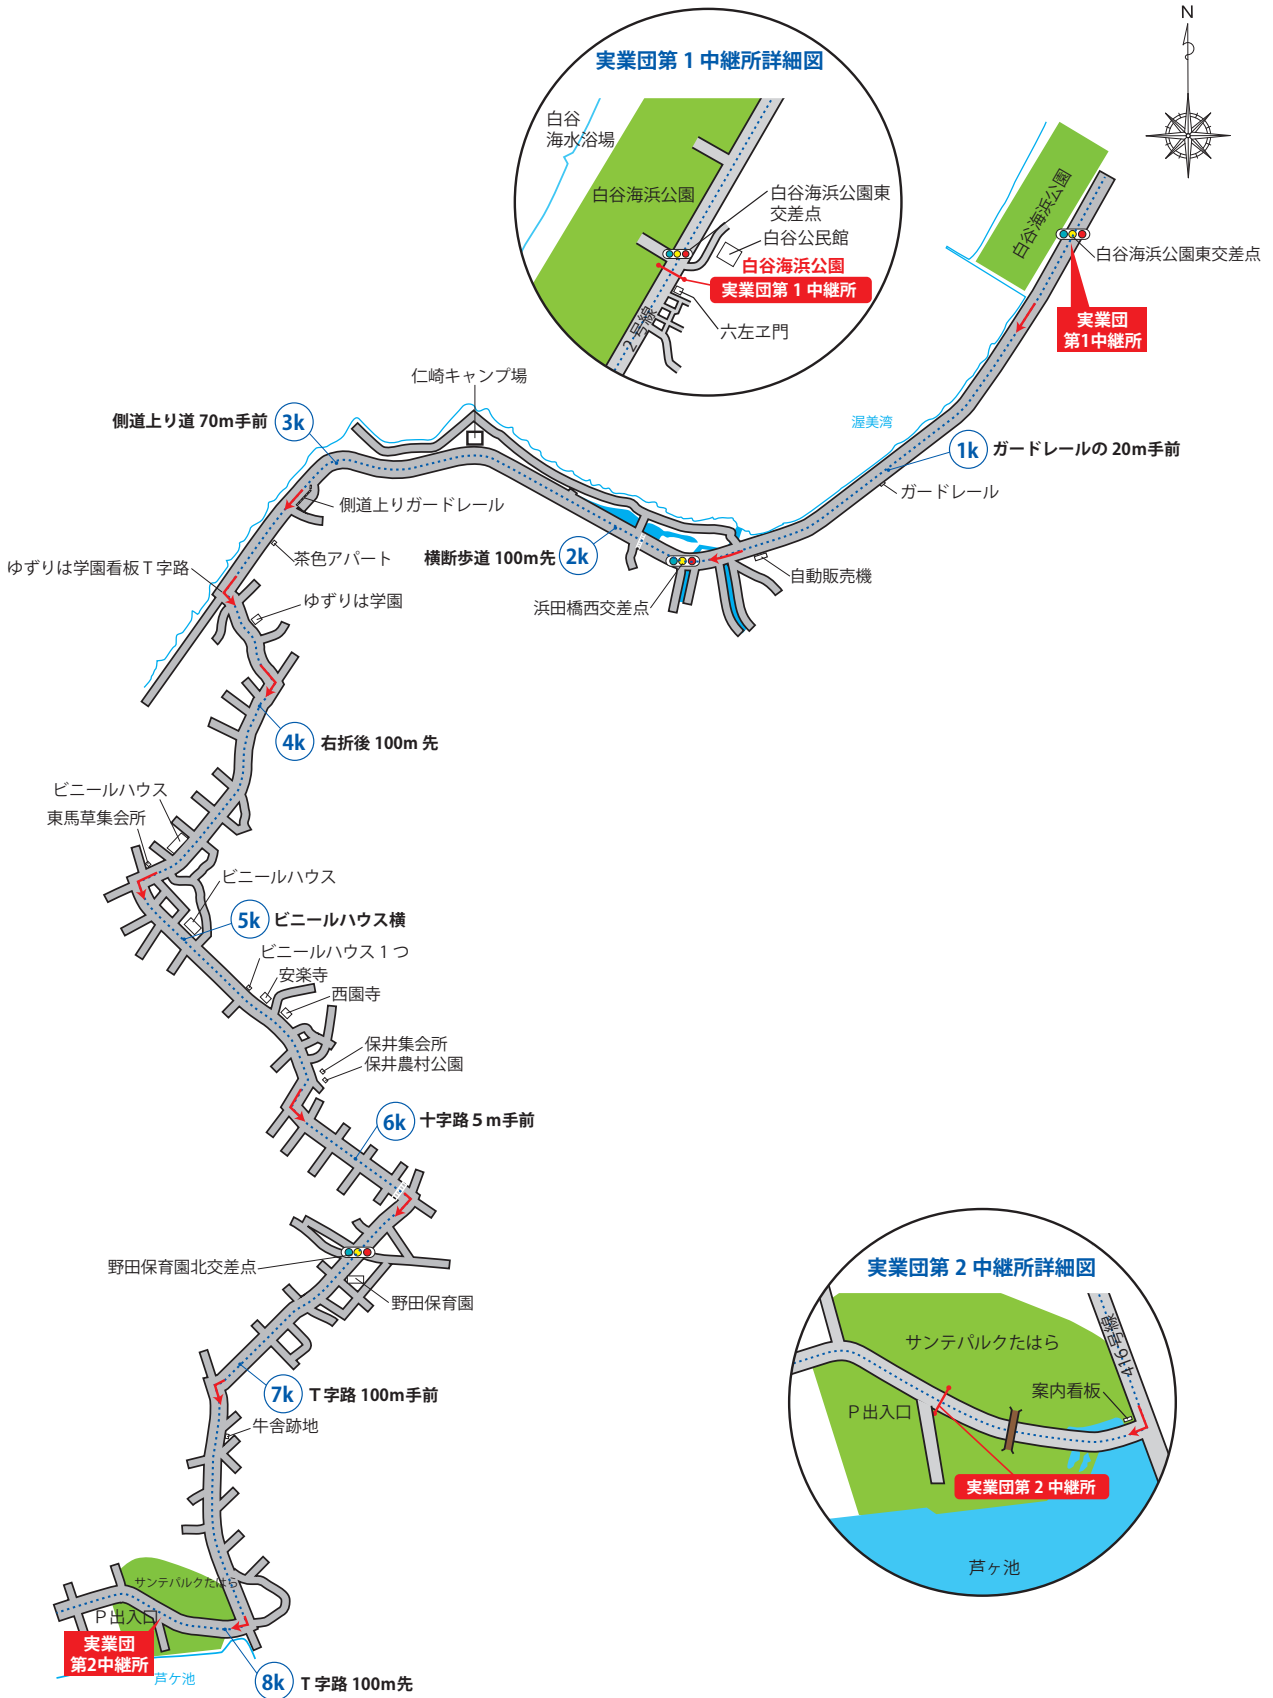 N
実業団第1中継所詳細図
白谷
海水浴場
白谷海浜公園
白谷海浜公園東
交差点
白谷公民館
白谷海浜公園
実業団第1中継所
六左ヱ門
2号線
白谷海浜公園
白谷海浜公園東交差点
実業団
第1中継所
仁崎キャンプ場
側道上り道 70m手前
3k
渥美湾
1k
ガードレールの 20m手前
ガードレール
側道上りガードレール
横断歩道 100m先
2k
茶色アパート
ゆずりは学園看板T字路
自動販売機
ゆずりは学園
浜田橋西交差点
4k
右折後 100m 先
ビニールハウス
東馬草集会所
ビニールハウス
5k
ビニールハウス横
ビニールハウス1つ
安楽寺
西園寺
保井集会所
保井農村公園
6k
十字路5m手前
野田保育園北交差点
野田保育園
7k
T字路 100m手前
牛舎跡地
実業団第2中継所詳細図
サンテパルクたはら
416号線
案内看板
P出入口
実業団第2中継所
芦ヶ池
サンテパルクたはら
P出入口
実業団
第2中継所
芦ケ池
8k
T字路 100m先